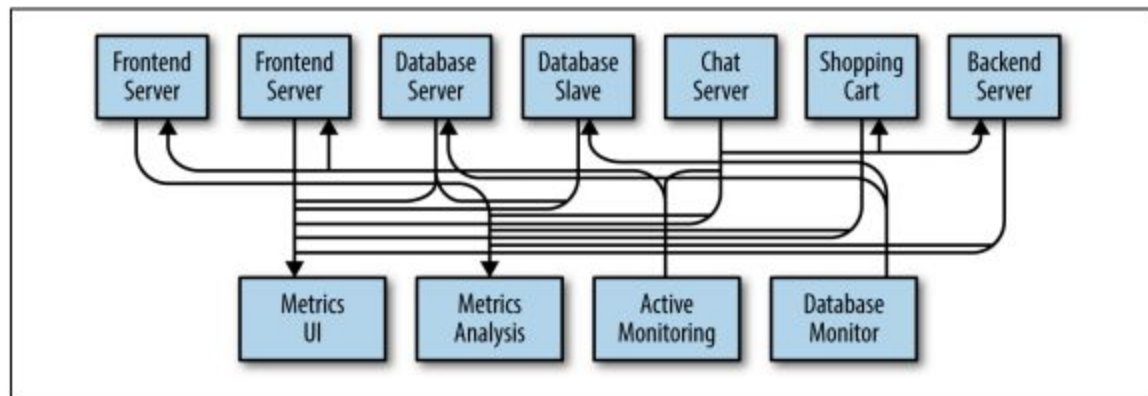 Frontend
Server
Frontend
Server
Database
Server
Database
Slave
Chat
Server
Shopping
Cart
Backend
Server
Metrics
UI
Metrics
Analysis
Active
Monitoring
Database
Monitor